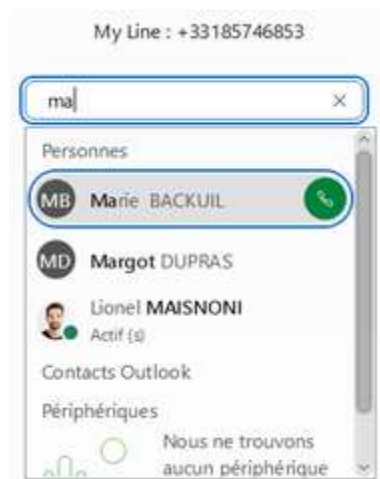 My Line : +33185746853
ma
Personnes
MB Marie BACKUIL
MD Margot DUPRAS
Lionel MAISNONI
Actif (s)
Contacts Outlook
Périphériques
Nous ne trouvons
aucun périphérique